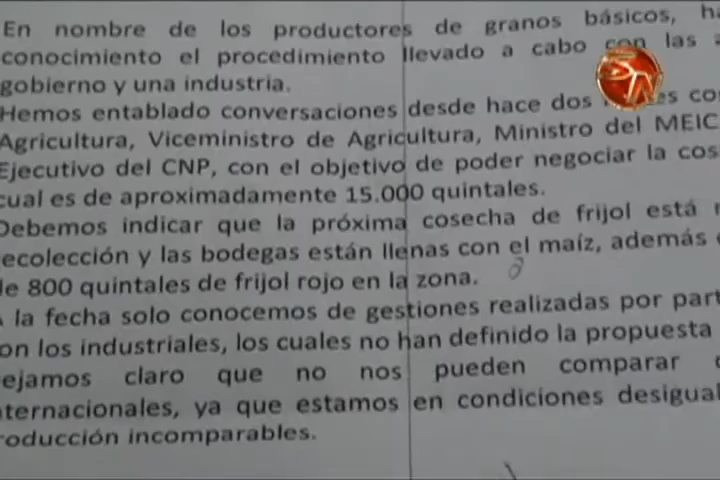 En nombre de los productores de granos básicos,
conocimiento el procedimiento llevado a cabo con las
gobierno y una industria.
Hemos entablado conversaciones desde hace dos
Agricultura, Viceministro de Agricultura, Ministro del MEIC
Ejecutivo del CNP, con el objetivo de poder negociar la
cual es de aproximadamente 15.000 quintales.
Debemos indicar que la próxima cosecha de frijol está
ecolección y las bodegas están llenas con el maíz, además
de 800 quintales de frijol rojo en la zona.
A la fecha solo conocemos de gestiones realizadas por part
con los industriales, los cuales no han definido la propuesta
ejamos claro que no nos pueden comparar
nternacionales, ya que estamos en condiciones desigual
roducción incomparables.